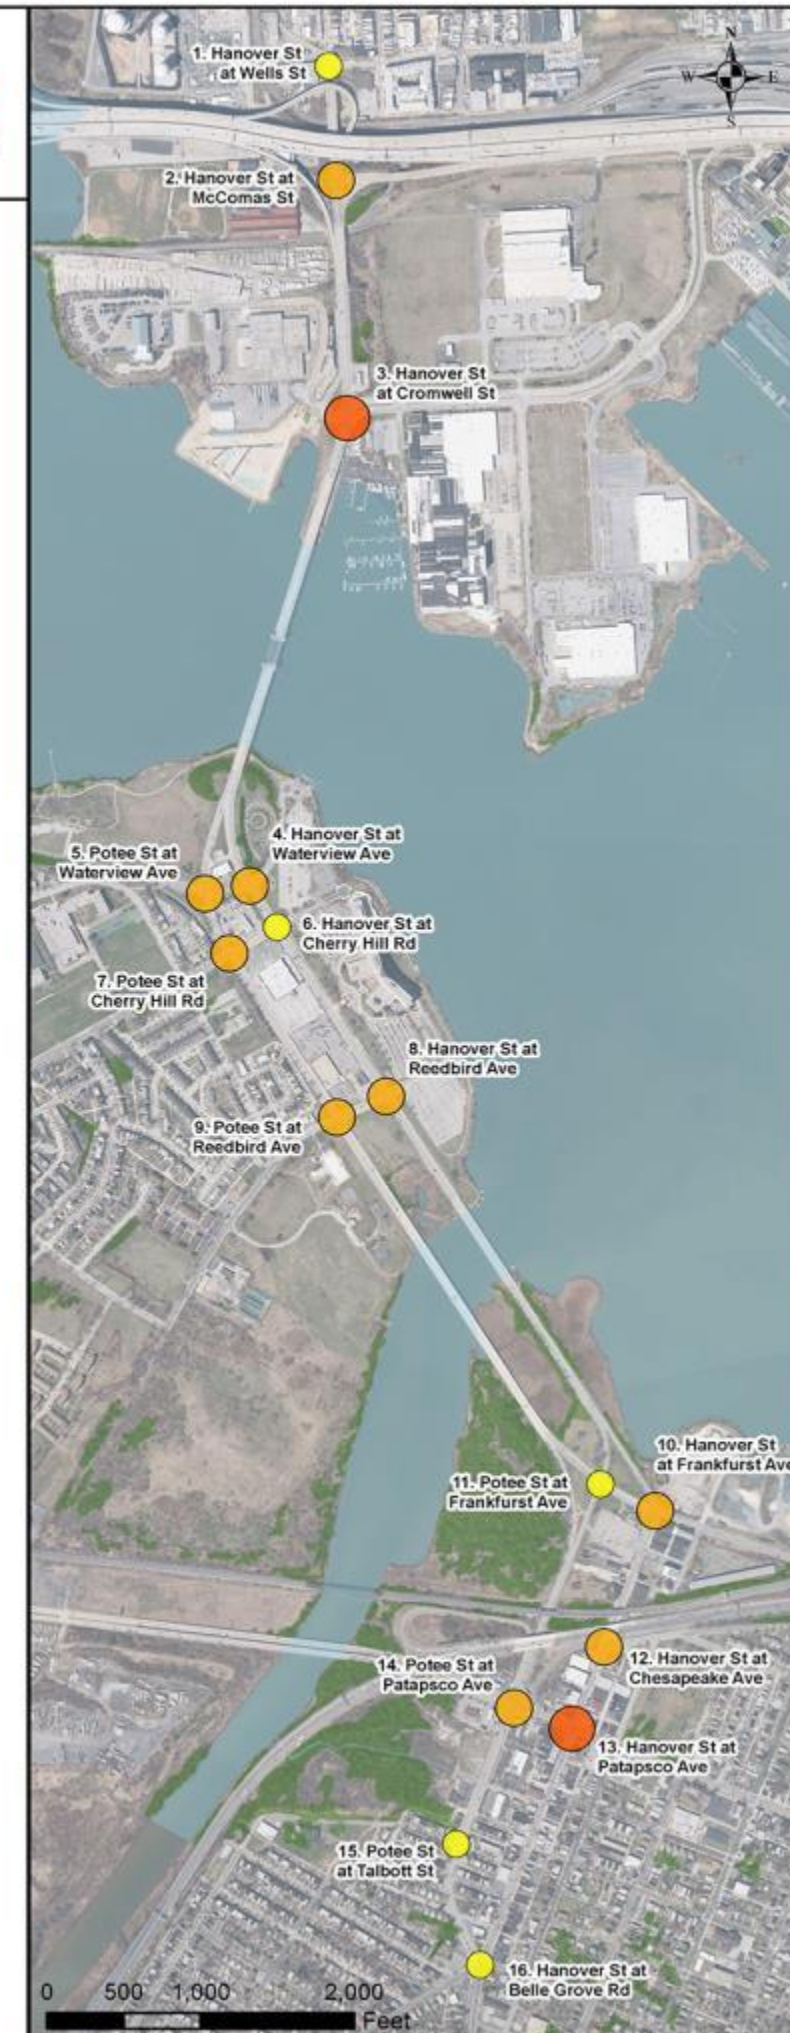 1. Hanover St
at Wells St
N
W
E
S
2. Hanover St at
McComas St
3. Hanover St
at Cromwell St
4. Hanover St at
Waterview Ave
5. Potee St at
Waterview Ave
6. Hanover St at
Cherry Hill Rd
7. Potee St at
Cherry Hill Rd
8. Hanover St at
Reedbird Ave
9. Potee St at
Reedbird Ave
10. Hanover St
at Frankfurst Ave
11. Potee St at
Frankfurst Ave
12. Hanover St at
Chesapeake Ave
14. Potee St at
Patapsco Ave
13. Hanover St at
Patapsco Ave
15. Potee St
at Talbott St
16. Hanover St at
Belle Grove Rd
0 500 1,000 2,000
Feet